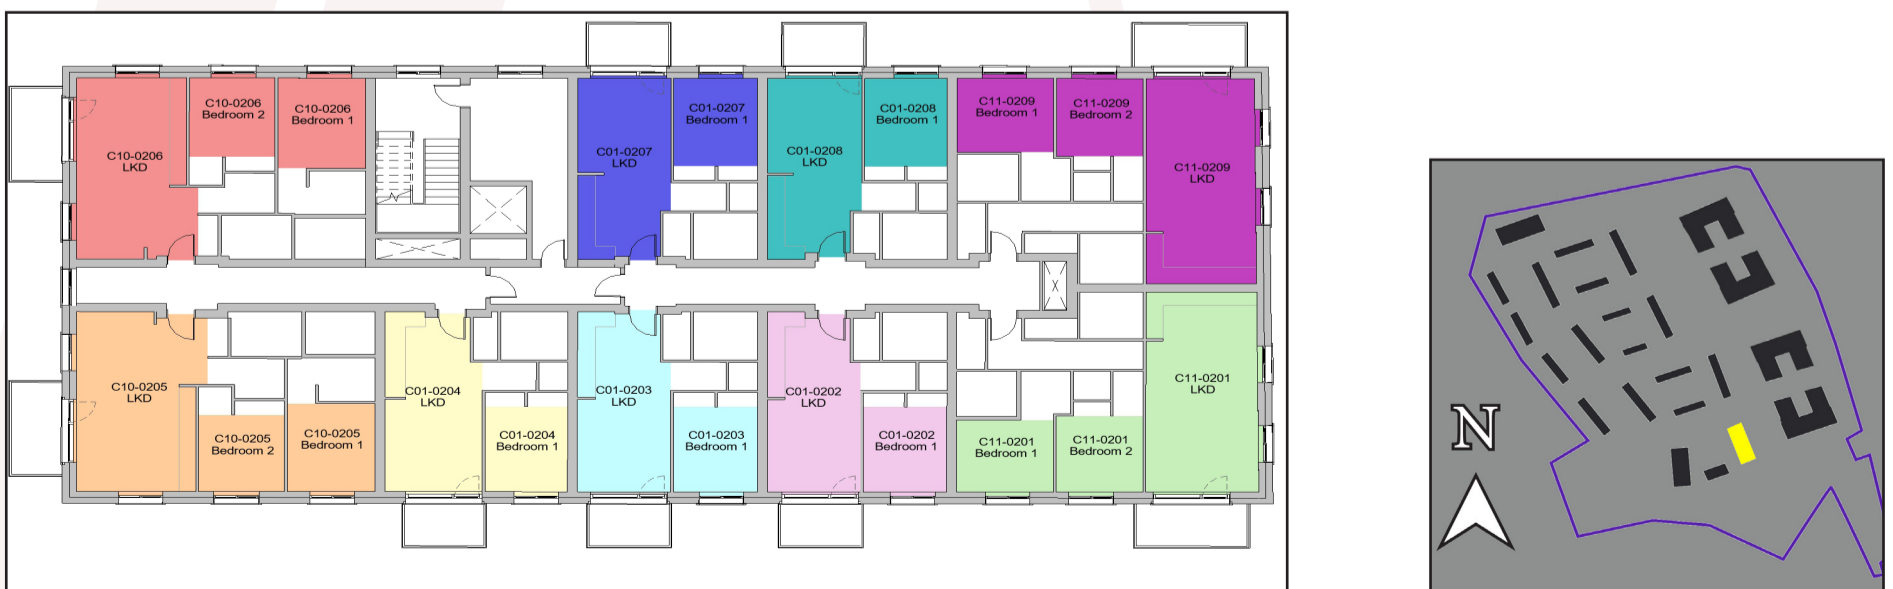 C10-0206
LKD
C10-0206
Bedroom 2
C10-0206
Bedroom 1
C01-0207
LKD
C01-0207
Bedroom 1
C01-0208
LKD
C01-0208
Bedroom 1
C11-0209
Bedroom 1
C11-0209
Bedroom 2
C11-0209
LKD
C10-0205
LKD
C10-0205
Bedroom 2
C10-0205
Bedroom 1
C01-0204
LKD
C01-0204
Bedroom 1
C01-0203
LKD
C01-0203
Bedroom 1
C01-0202
LKD
C01-0202
Bedroom 1
C11-0201
Bedroom 1
C11-0201
Bedroom 2
C11-0201
LKD
N